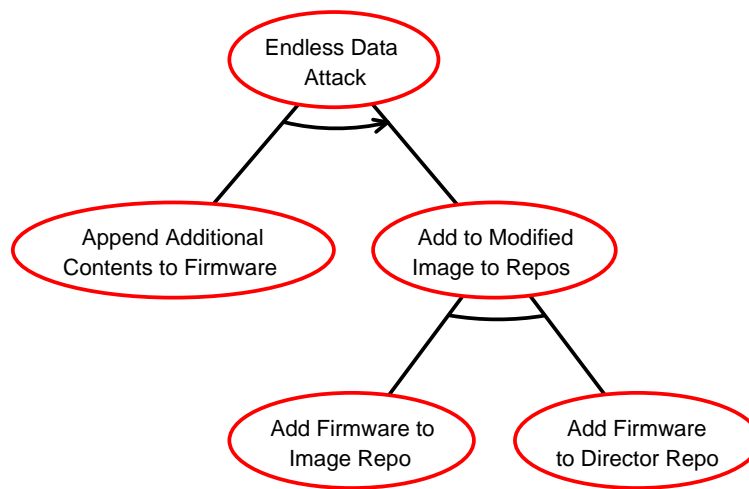 Endless Data
Attack
Append Additional
Contents to Firmware
Add to Modified
Image to Repos
Add Firmware to
Image Repo
Add Firmware
to Director Repo